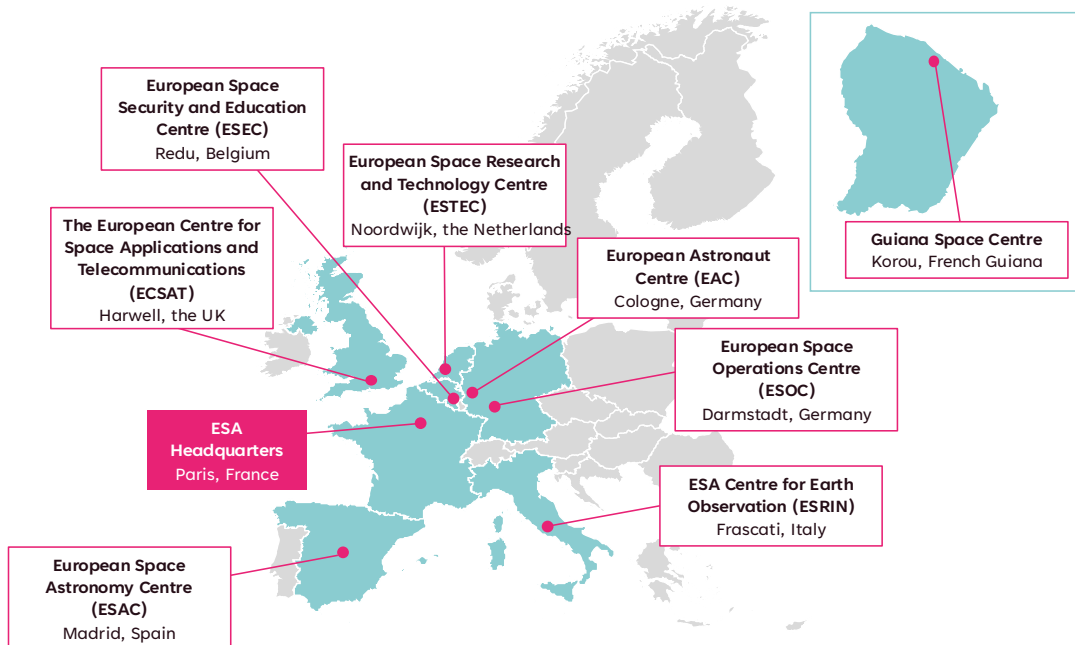 European Space
Security and Education
Centre (ESEC)
Redu, Belgium
European Space Research
and Technology Centre
(ESTEC)
Noordwijk, the Netherlands
The European Centre for
Space Applications and
Telecommunications
(ECSAT)
Harwell, the UK
European Astronaut
Centre (EAC)
Cologne, Germany
Guiana Space Centre
Korou, French Guiana
European Space
Operations Centre
(ESOC)
Darmstadt, Germany
ESA
Headquarters
Paris, France
ESA Centre for Earth
Observation (ESRIN)
Frascati, Italy
European Space
Astronomy Centre
(ESAC)
Madrid, Spain